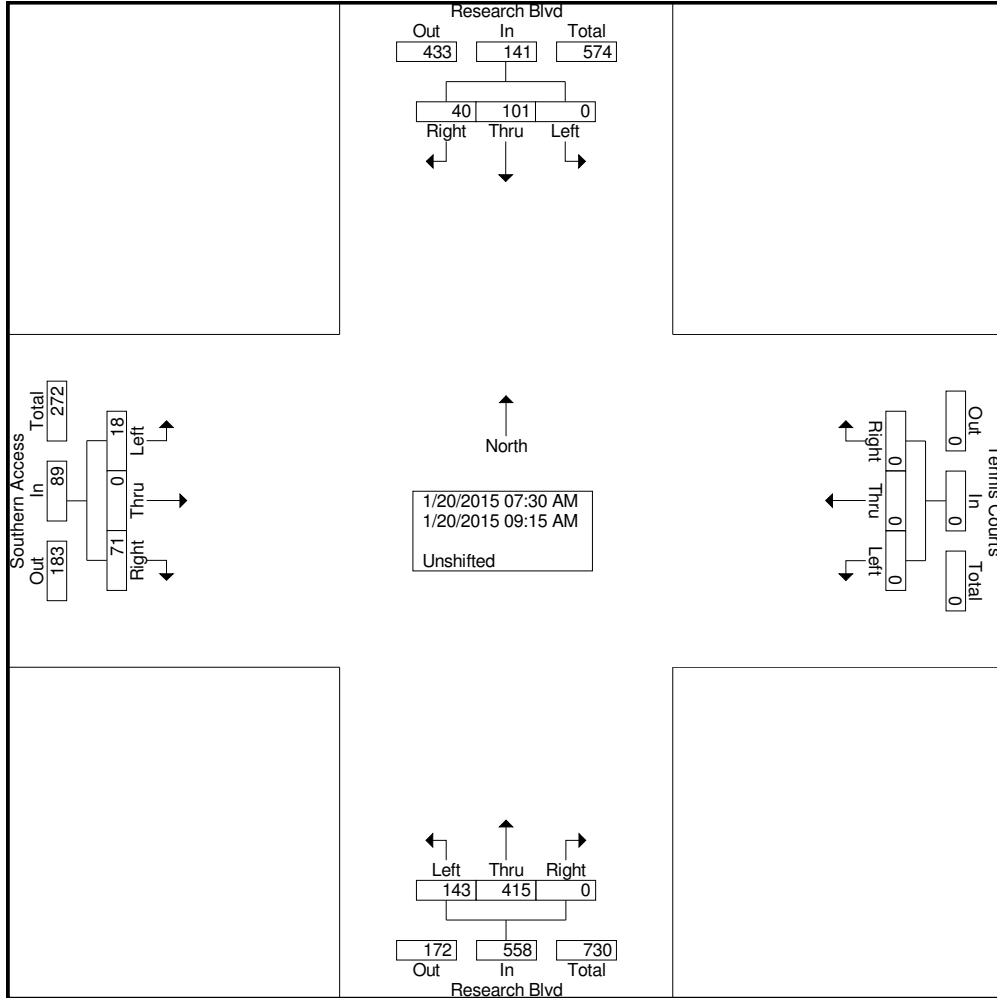 Research Blvd
Out In Total
433 141 574
40 101 0
Right Thru Left
Southern Access
Total 272
In 89
Out 183
Left 18
Thru 0
Right 71
North
1/20/2015 07:30 AM
1/20/2015 09:15 AM
Unshifted
Right 0
Thru 0
Left 0
Out 0
In 0
Total 0
Tennis Courts
Left Thru Right
143 415 0
172 558 730
Out In Total
Research Blvd